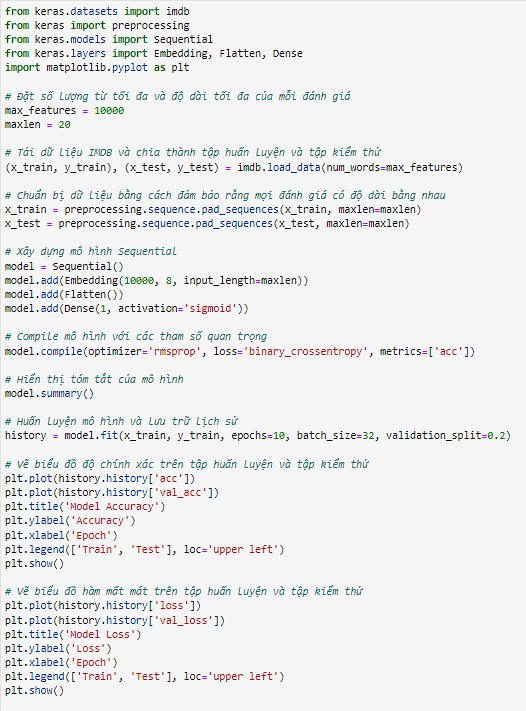 from keras.datasets import imdb
from keras import preprocessing
from keras.models import Sequential
from keras.layers import Embedding, Flatten, Dense
import matplotlib.pyplot as plt

# Đặt số lượng từ tối đa và độ dài tối đa của mỗi đánh giá
max_features = 10000
maxlen = 20

# Tải dữ liệu IMDB và chia thành tập huấn luyện và tập kiểm thử
(x_train, y_train), (x_test, y_test) = imdb.load_data(num_words=max_features)

# Chuẩn bị dữ liệu bằng cách đảm bảo rằng mọi đánh giá có độ dài bằng nhau
x_train = preprocessing.sequence.pad_sequences(x_train, maxlen=maxlen)
x_test = preprocessing.sequence.pad_sequences(x_test, maxlen=maxlen)

# Xây dựng mô hình Sequential
model = Sequential()
model.add(Embedding(10000, 8, input_length=maxlen))
model.add(Flatten())
model.add(Dense(1, activation='sigmoid'))

# Compile mô hình với các tham số quan trọng
model.compile(optimizer='rmsprop', loss='binary_crossentropy', metrics=['acc'])

# Hiển thị tóm tắt của mô hình
model.summary()

# Huấn luyện mô hình và lưu trữ lịch sử
history = model.fit(x_train, y_train, epochs=10, batch_size=32, validation_split=0.2)

# Vẽ biểu đồ độ chính xác trên tập huấn luyện và tập kiểm thử
plt.plot(history.history['acc'])
plt.plot(history.history['val_acc'])
plt.title('Model Accuracy')
plt.ylabel('Accuracy')
plt.xlabel('Epoch')
plt.legend(['Train', 'Test'], loc='upper left')
plt.show()

# Vẽ biểu đồ hàm mất mát trên tập huấn luyện và tập kiểm thử
plt.plot(history.history['loss'])
plt.plot(history.history['val_loss'])
plt.title('Model Loss')
plt.ylabel('Loss')
plt.xlabel('Epoch')
plt.legend(['Train', 'Test'], loc='upper left')
plt.show()